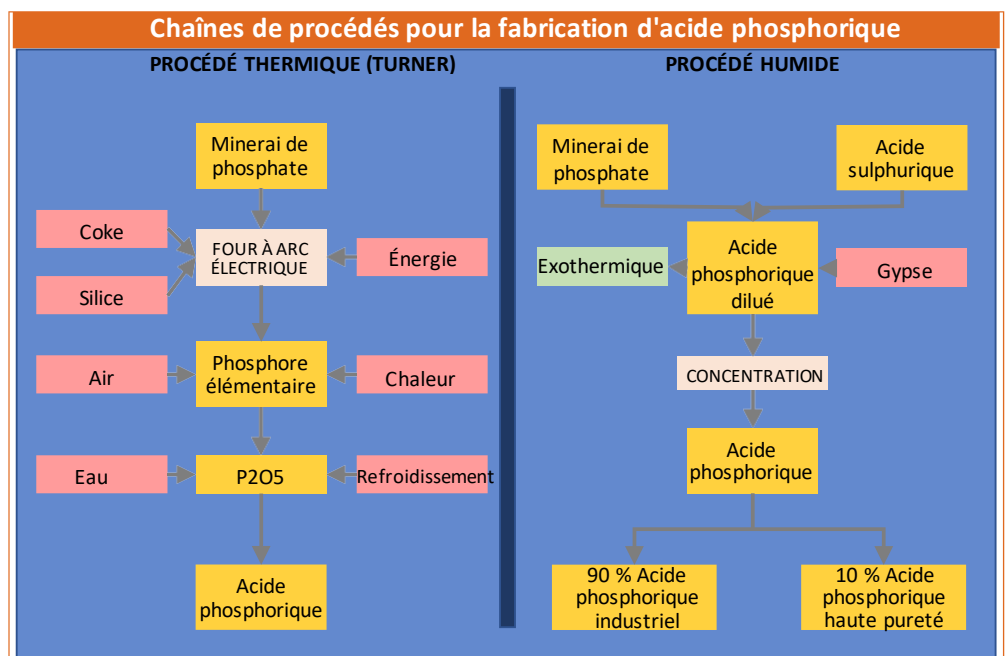 Chaînes de procédés pour la fabrication d'acide phosphorique
PROCÉDÉ THERMIQUE (TURNER)
Minerai de
phosphate
Coke
FOUR À ARC
ÉLECTRIQUE
Énergie
Silice
Air
Phosphore
élémentaire
Chaleur
Eau
P2O5
Refroidissement
Acide
phosphorique
PROCÉDÉ HUMIDE
Minerai de
phosphate
Acide
sulphurique
Exothermique
Acide
phosphorique
dilué
Gypse
CONCENTRATION
Acide
phosphorique
90 % Acide
phosphorique
industriel
10 % Acide
phosphorique
haute pureté